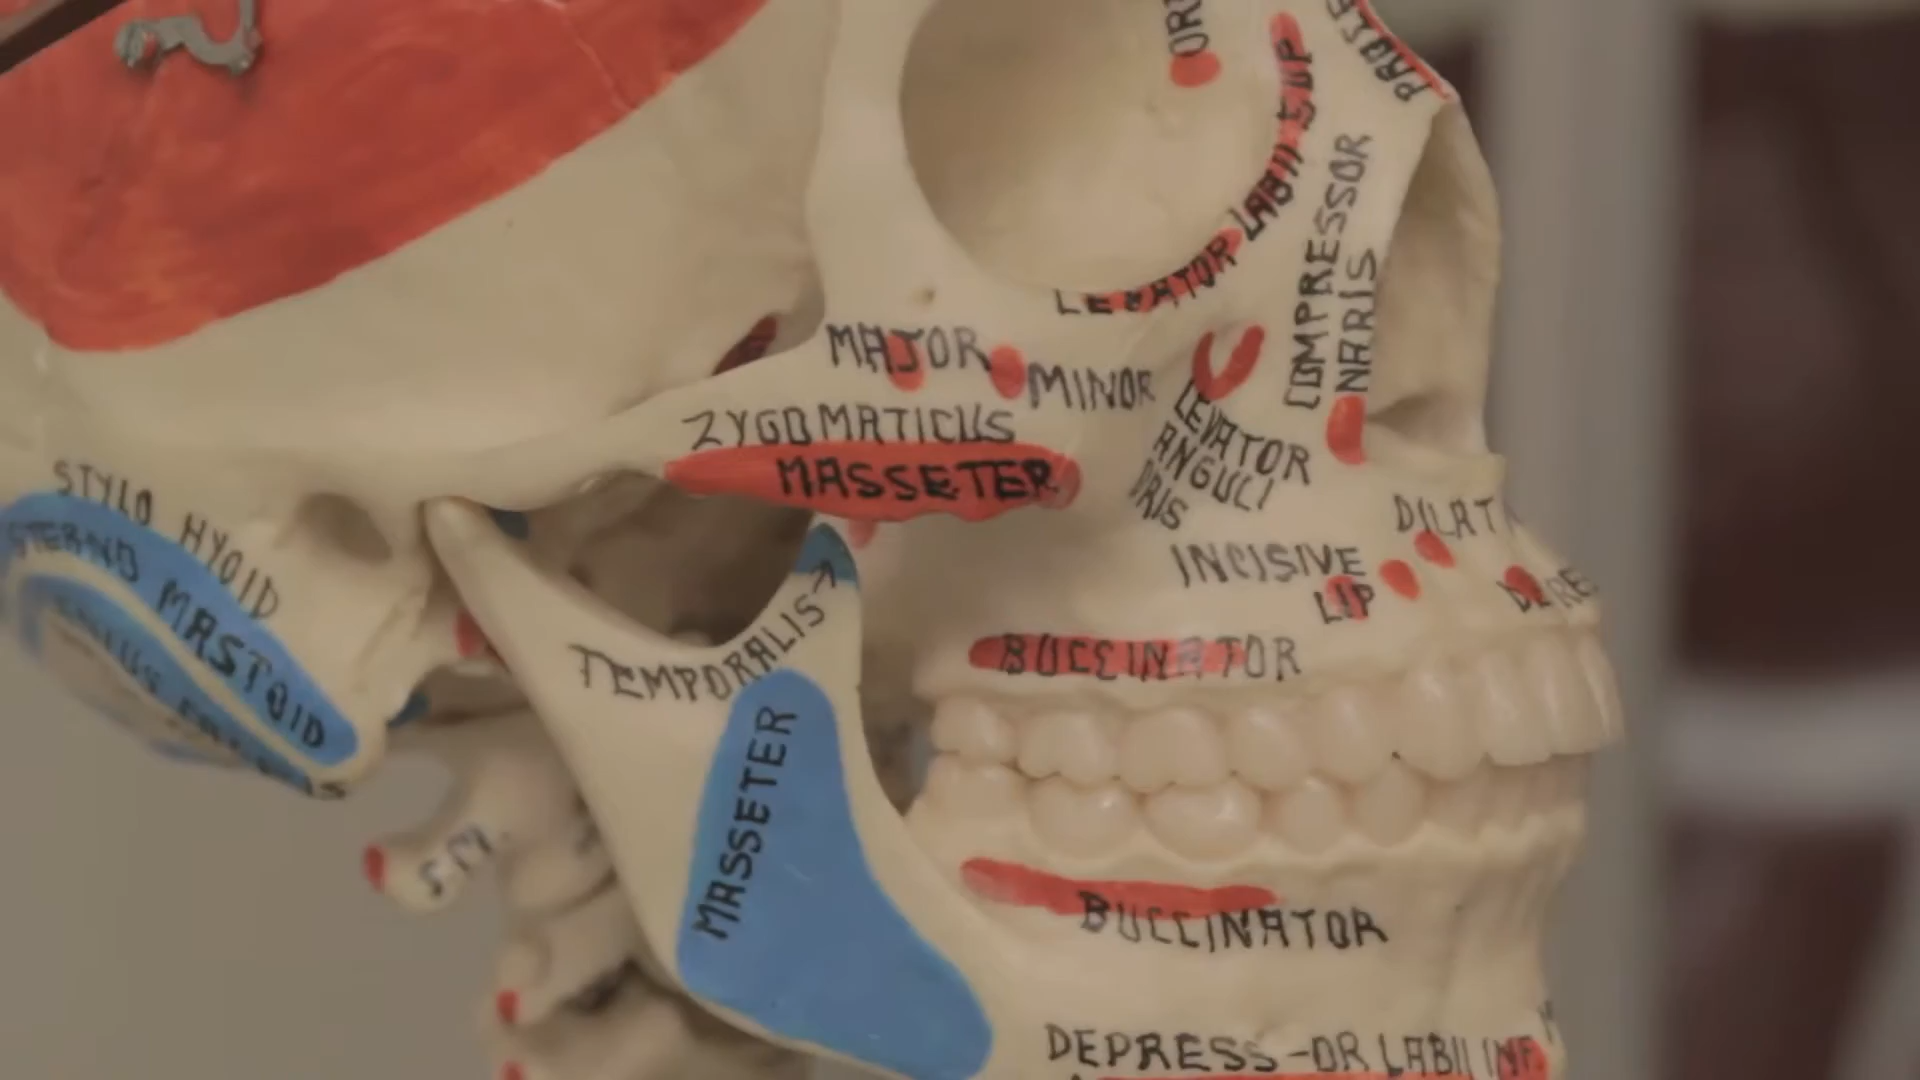 LEVATOR LABII SUP
COMPRESSOR
NARIS
MAJOR
MINOR
ZYGOMATICUS
MASSETER
LEVATOR
ANGULI
ORIS
STYLO HYOID
STERNO MASTOID
DILAT
INCISIVE
LIP
TEMPORALIS
BUCCINATOR
MASSETER
BUCCINATOR
DEPRESS-OR LABII INF